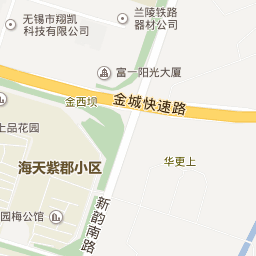 无锡市翔凯
科技有限公司
兰陵铁路
器材公司
富一阳光大厦
金西坝
金城快速路
上品花园
华更上
海天紫郡小区
新韵南路
园梅公馆